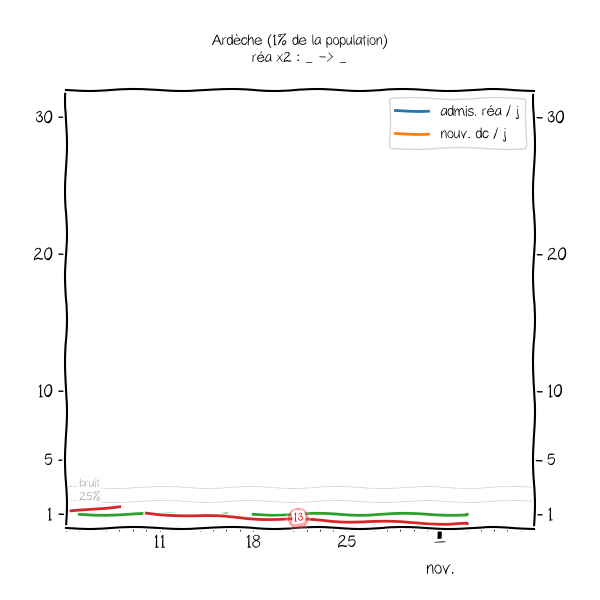 Ardèche (1% de la population)
réa x2 : _ -> _
admis. réa / j
nouv. dc / j
30
30
20
20
10
10
5
5
bruit
25%
1
1
13
11
18
25
1
nov.